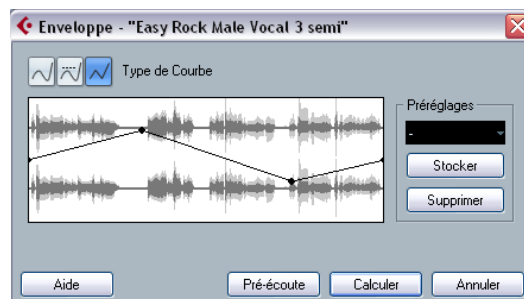 Enveloppe - "Easy Rock Male Vocal 3 semi"
Type de Courbe
Préréglages
-
Stocker
Supprimer
Aide
Pré-écoute
Calculer
Annuler